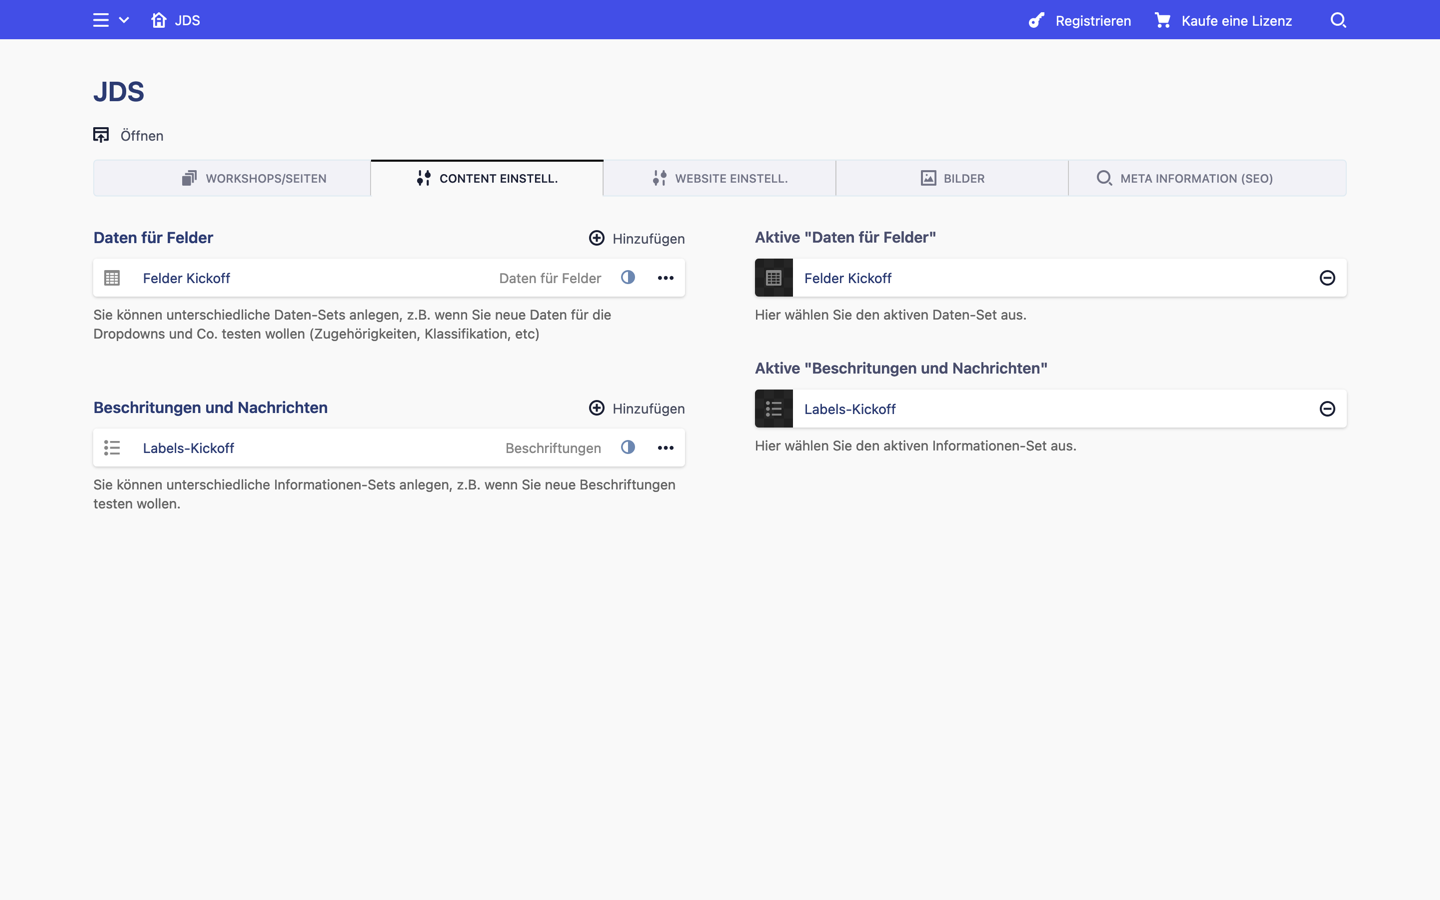 JDS
Registrieren
Kaufe eine Lizenz
JDS
Öffnen
WORKSHOPS/SEITEN
CONTENT EINSTELL.
WEBSITE EINSTELL.
BILDER
META INFORMATION (SEO)
Daten für Felder
Hinzufügen
Felder Kickoff
Daten für Felder
Sie können unterschiedliche Daten-Sets anlegen, z.B. wenn Sie neue Daten für die
Dropdowns und Co. testen wollen (Zugehörigkeiten, Klassifikation, etc)
Beschritungen und Nachrichten
Hinzufügen
Labels-Kickoff
Beschriftungen
Sie können unterschiedliche Informationen-Sets anlegen, z.B. wenn Sie neue Beschriftungen
testen wollen.
Aktive "Daten für Felder"
Felder Kickoff
Hier wählen Sie den aktiven Daten-Set aus.
Aktive "Beschritungen und Nachrichten"
Labels-Kickoff
Hier wählen Sie den aktiven Informationen-Set aus.